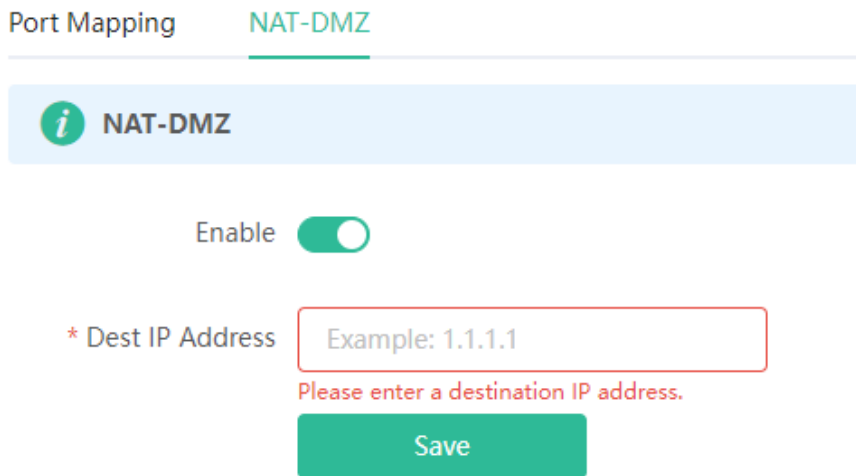 Port Mapping NAT-DMZ
i NAT-DMZ
Enable
* Dest IP Address Example: 1.1.1.1
Please enter a destination IP address.
Save